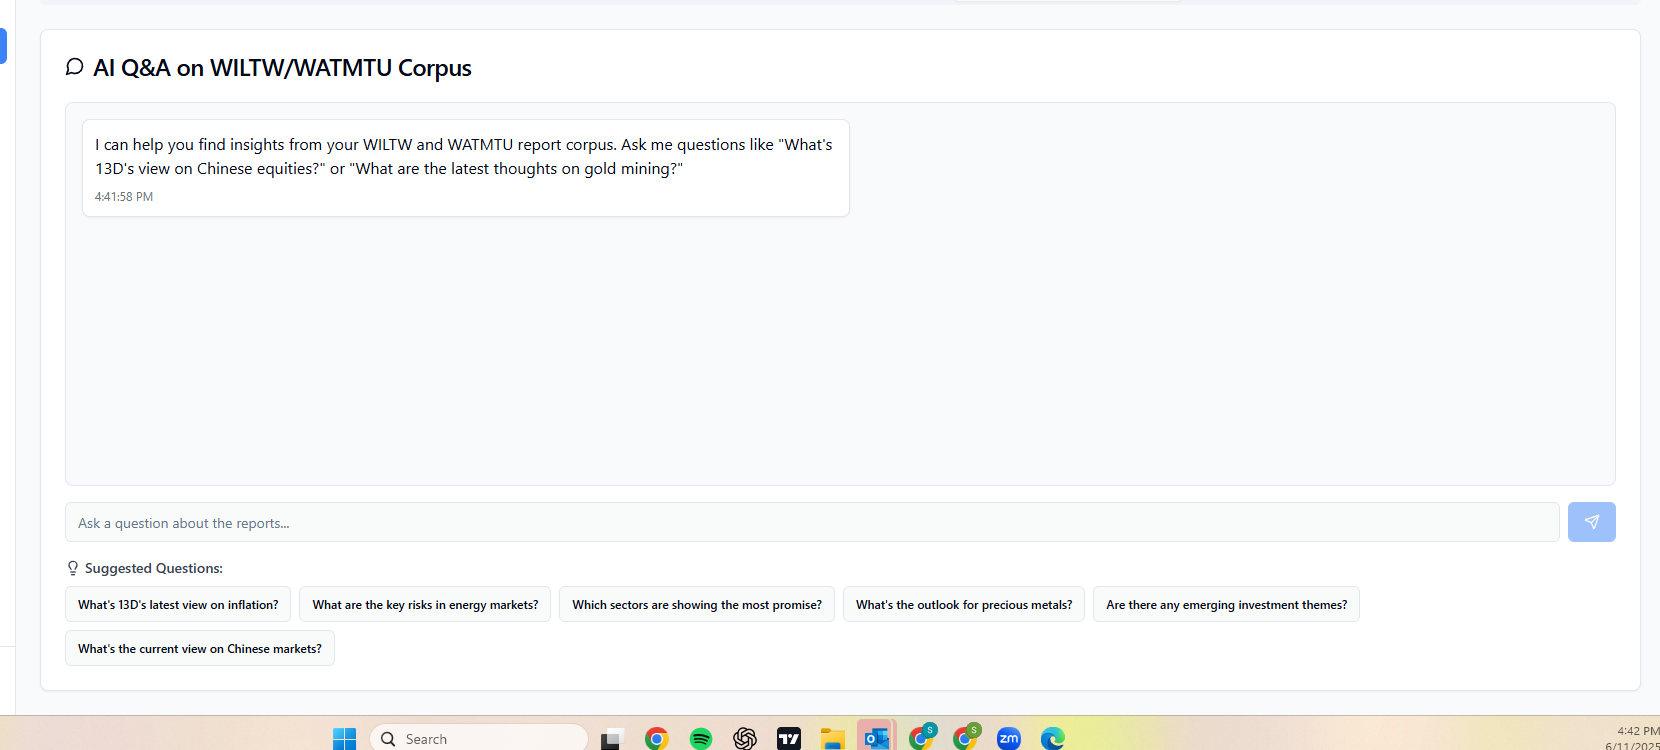 AI Q&A on WILTW/WATMTU Corpus
I can help you find insights from your WILTW and WATMTU report corpus. Ask me questions like "What's
13D's view on Chinese equities?" or "What are the latest thoughts on gold mining?"
4:41:58 PM
Ask a question about the reports...
Suggested Questions:
What's 13D's latest view on inflation?
What are the key risks in energy markets?
Which sectors are showing the most promise?
What's the outlook for precious metals?
Are there any emerging investment themes?
What's the current view on Chinese markets?
Search
S
S
zm
4:42 PM
6/11/2025